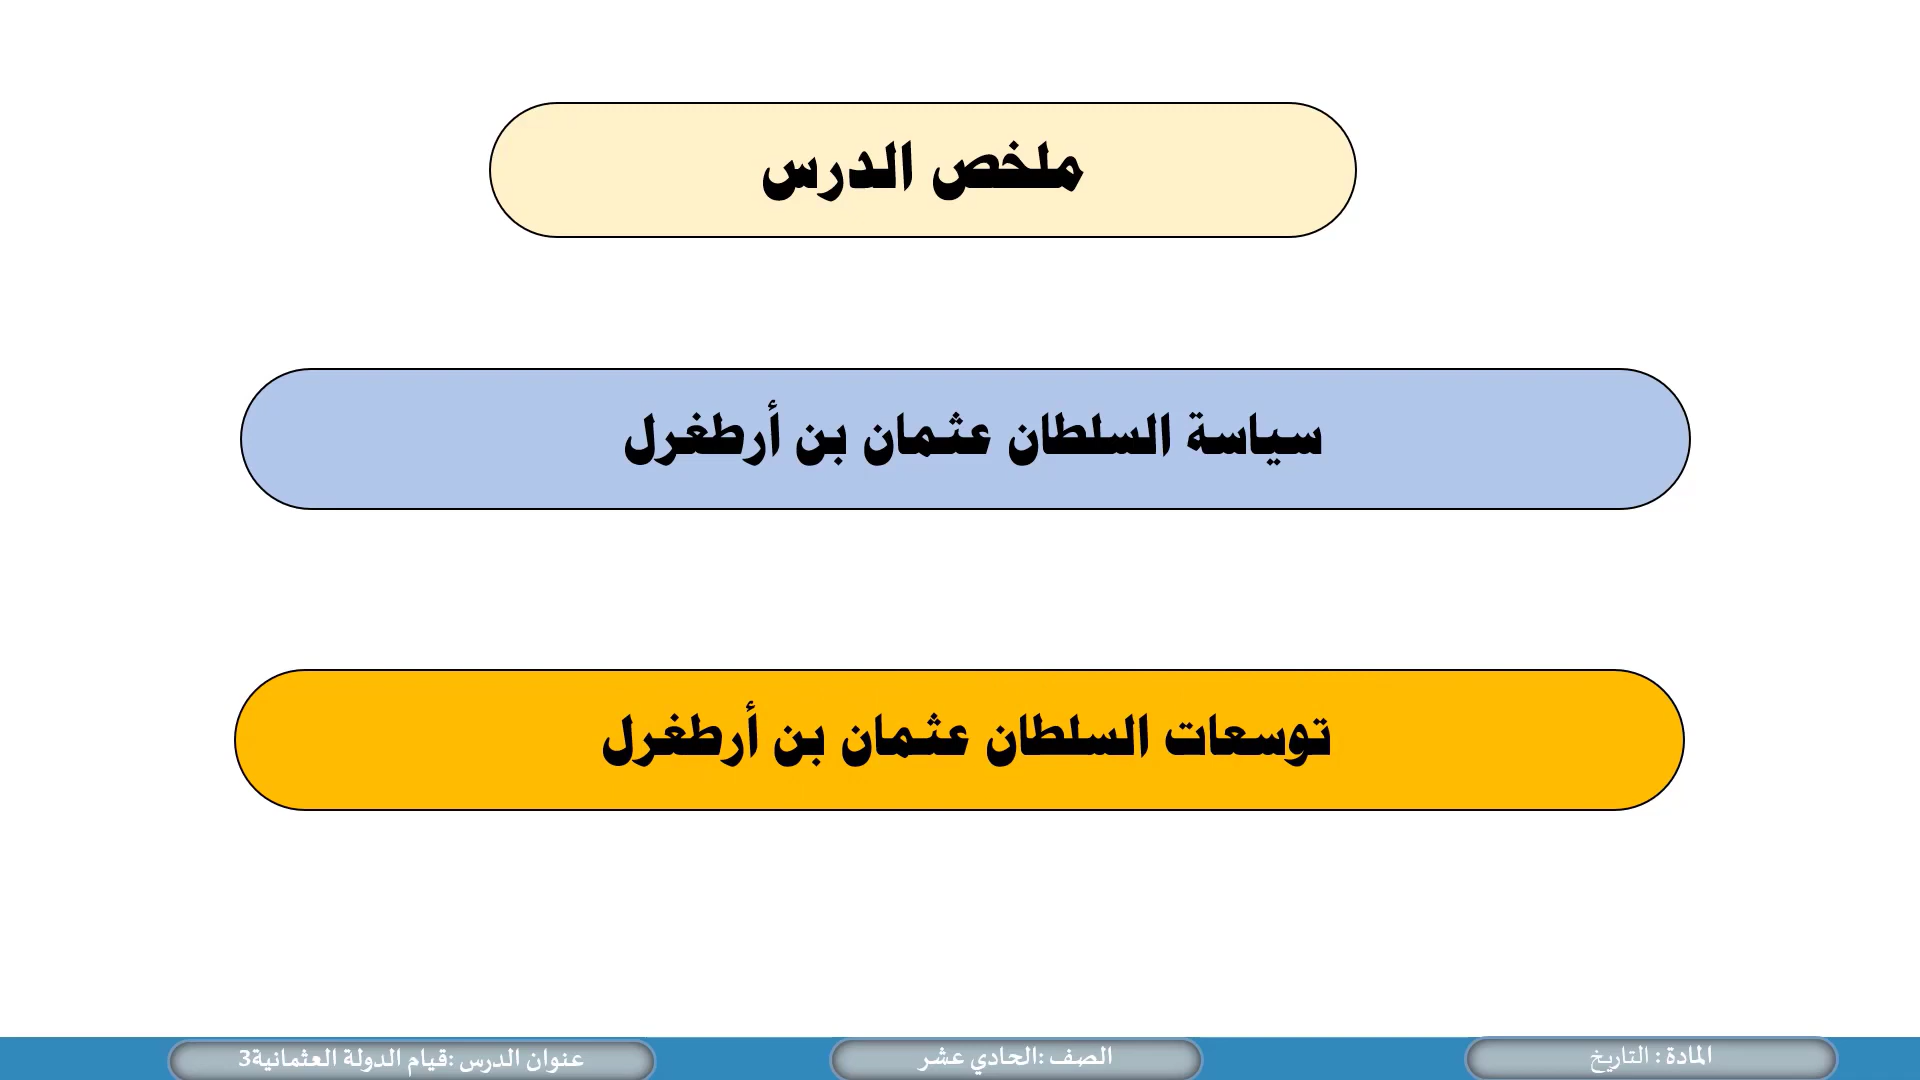 ملخص الدرس
سياسة السلطان عثمان بن أرطغرل
توسعات السلطان عثمان بن أرطغرل
المادة : التاريخ
الصف :الحادي عشر
عنوان الدرس :قيام الدولة العثمانية3